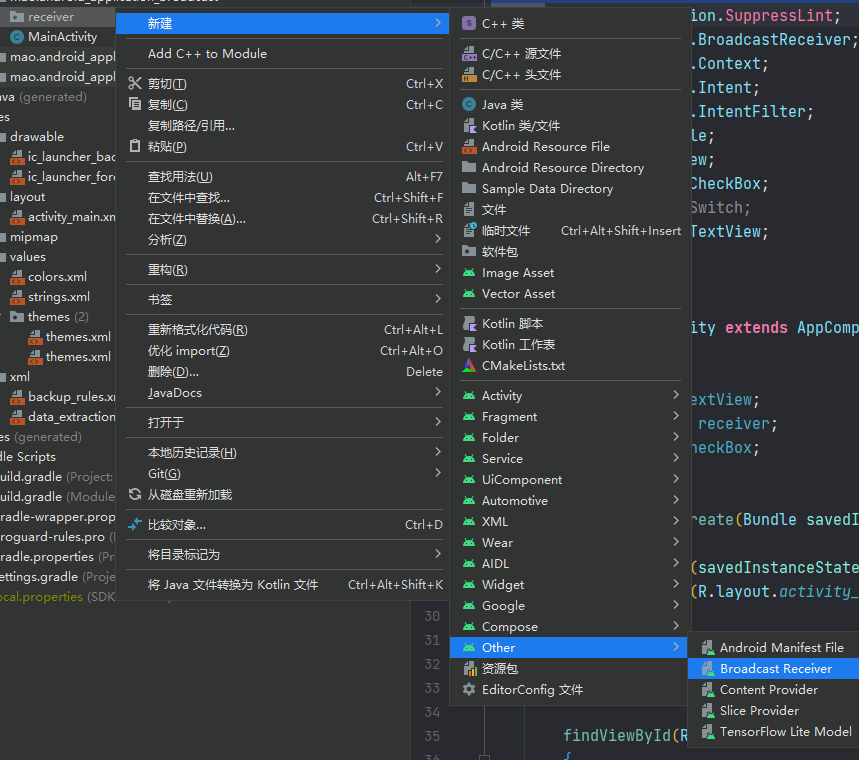 receiver
MainActivity
mao.android_appl
mao.android_appl
(generated)
drawable
ic_launcher_bac
ic_launcher_for
layout
activity_main.xm
mipmap
values
colors.xml
strings.xml
themes (2)
themes.xml
themes.xml
xml
backup_rules.x
data_extraction
(generated)
dle Scripts
uild.gradle (Project:
uild.gradle (Module
radle-wrapper.prop
roguard-rules.pro
radle.properties (Pr
ettings.gradle (Proje
ocal.properties (SDK
新建
Add C++ to Module
剪切(T) Ctrl+X
复制(C) Ctrl+C
复制路径/引用...
粘贴(P) Ctrl+V
查找用法(U) Alt+F7
在文件中查找... Ctrl+Shift+F
在文件中替换(A)... Ctrl+Shift+R
分析(Z)
重构(R)
书签
重新格式化代码(R) Ctrl+Alt+L
优化 import(Z) Ctrl+Alt+O
删除(D)... Delete
JavaDocs
打开于
本地历史记录(H)
Git(G)
从磁盘重新加载
比较对象... Ctrl+D
将目录标记为
将 Java 文件转换为 Kotlin 文件 Ctrl+Alt+Shift+K
C++ 类
C/C++ 源文件
C/C++ 头文件
Java 类
Kotlin 类/文件
Android Resource File
Android Resource Directory
Sample Data Directory
文件
临时文件 Ctrl+Alt+Shift+Insert
软件包
Image Asset
Vector Asset
Kotlin 脚本
Kotlin 工作表
CMakeLists.txt
Activity
Fragment
Folder
Service
UiComponent
Automotive
XML
Wear
AIDL
Widget
Google
Compose
Other
资源包
EditorConfig 文件
Android Manifest File
Broadcast Receiver
Content Provider
Slice Provider
TensorFlow Lite Model
ion.SuppressLint;
.BroadcastReceiver;
.Context;
.Intent;
.IntentFilter;
le;
ew;
CheckBox;
Switch;
TextView;
ity extends AppComp
extView;
receiver;
heckBox;
reate(Bundle savedI
(savedInstanceState
(R.layout.activity_
30
31
32
33
34
35 findViewById(R
36 {